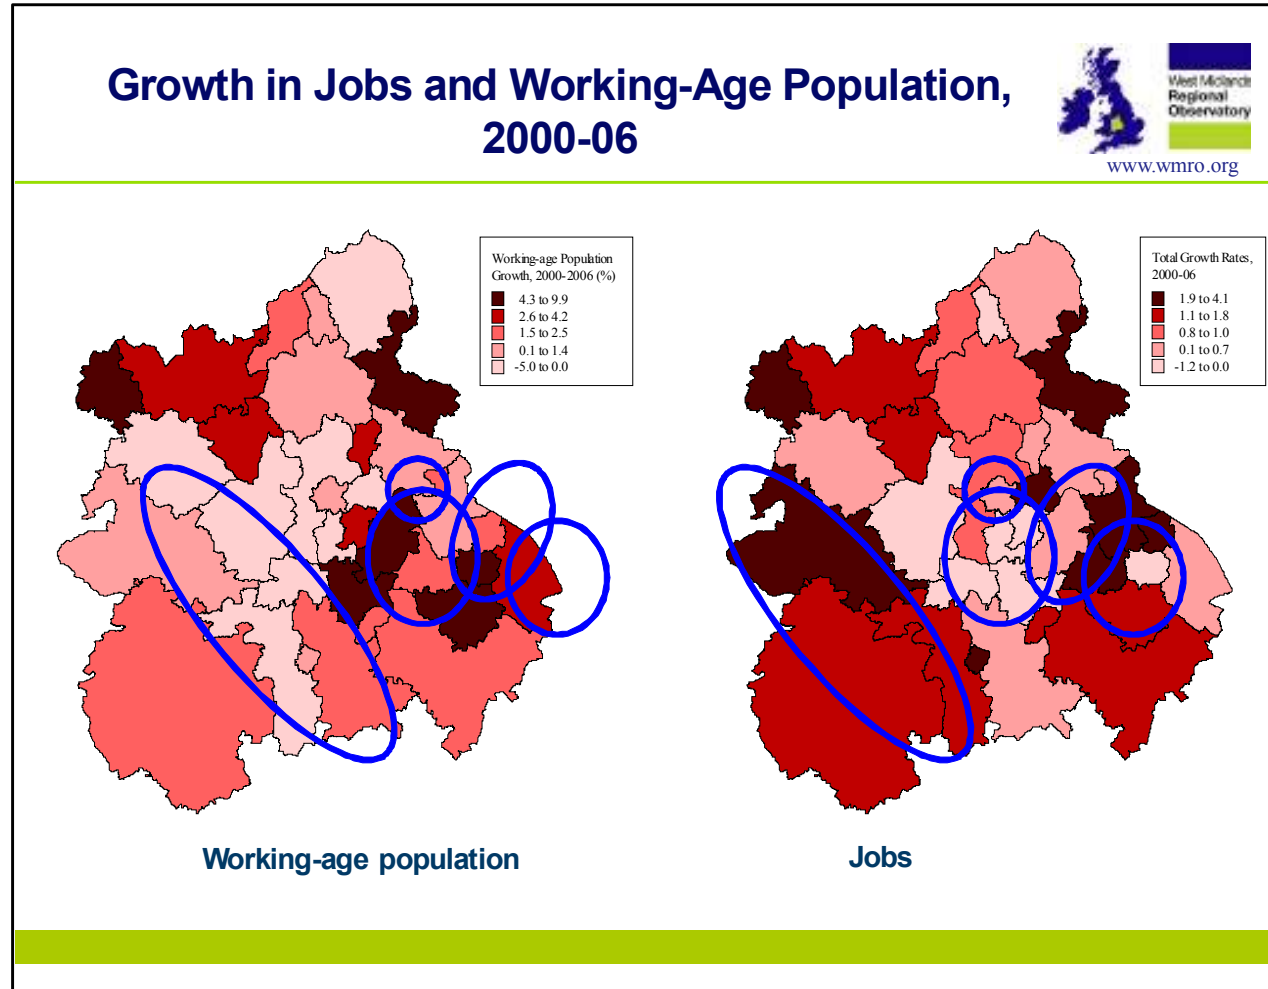 Growth in Jobs and Working-Age Population,
2000-06
West Midlands
Regional
Observatory
www.wmro.org
Working-age Population
Growth, 2000-2006 (%)
4.3 to 9.9
2.6 to 4.2
1.5 to 2.5
0.1 to 1.4
-5.0 to 0.0
Total Growth Rates,
2000-06
1.9 to 4.1
1.1 to 1.8
0.8 to 1.0
0.1 to 0.7
-1.2 to 0.0
Working-age population
Jobs